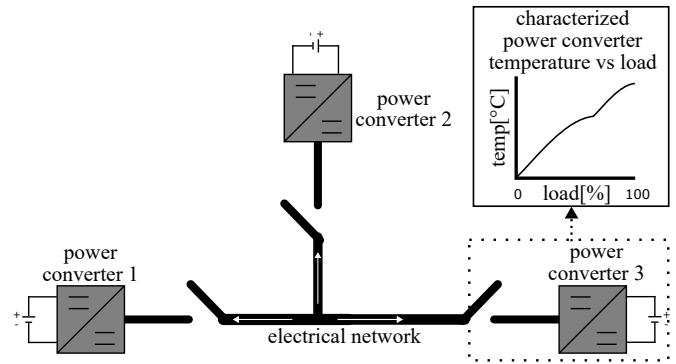 characterized
power converter
temperature vs load
temp[°C]
0
load[%]
100
- +
power
converter 2
power
converter 1
+
-
power
converter 3
+
-
electrical network